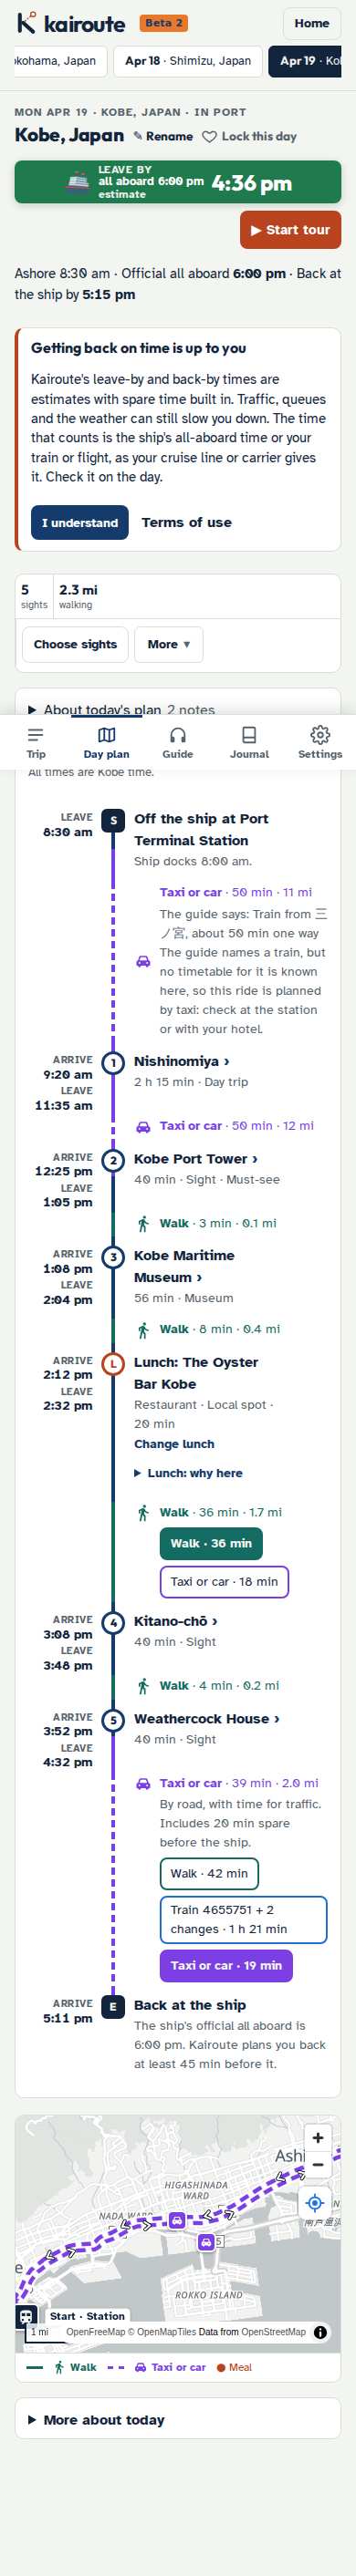 kairoute
Beta 2
Home
okohama, Japan
Apr 18 · Shimizu, Japan
Apr 19 · Kob
MON APR 19 · KOBE, JAPAN · IN PORT
Kobe, Japan ✎ Rename Lock this day
LEAVE BY
all aboard 6:00 pm
estimate
4:36 pm
▶ Start tour
Ashore 8:30 am · Official all aboard 6:00 pm · Back at
the ship by 5:15 pm
Getting back on time is up to you
Kairoute's leave-by and back-by times are
estimates with spare time built in. Traffic, queues
and the weather can still slow you down. The time
that counts is the ship's all-aboard time or your
train or flight, as your cruise line or carrier gives
it. Check it on the day.
I understand
Terms of use
5
sights
2.3 mi
walking
Choose sights
More ▼
▶ About today's plan 2 notes
Trip
Day plan
Guide
Journal
Settings
All times are Kobe time.
LEAVE
8:30 am
S
Off the ship at Port
Terminal Station
Ship docks 8:00 am.
Taxi or car · 50 min · 11 mi
The guide says: Train from 三
ノ宮, about 50 min one way
The guide names a train, but
no timetable for it is known
here, so this ride is planned
by taxi: check at the station
or with your hotel.
ARRIVE
9:20 am
LEAVE
11:35 am
1
Nishinomiya ›
2 h 15 min · Day trip
Taxi or car · 50 min · 12 mi
ARRIVE
12:25 pm
LEAVE
1:05 pm
2
Kobe Port Tower ›
40 min · Sight · Must-see
Walk · 3 min · 0.1 mi
ARRIVE
1:08 pm
LEAVE
2:04 pm
3
Kobe Maritime
Museum ›
56 min · Museum
Walk · 8 min · 0.4 mi
ARRIVE
2:12 pm
LEAVE
2:32 pm
L
Lunch: The Oyster
Bar Kobe
Restaurant · Local spot ·
20 min
Change lunch
▶ Lunch: why here
Walk · 36 min · 1.7 mi
Walk · 36 min
Taxi or car · 18 min
ARRIVE
3:08 pm
LEAVE
3:48 pm
4
Kitano-chō ›
40 min · Sight
Walk · 4 min · 0.2 mi
ARRIVE
3:52 pm
LEAVE
4:32 pm
5
Weathercock House ›
40 min · Sight
Taxi or car · 39 min · 2.0 mi
By road, with time for traffic.
Includes 20 min spare
before the ship.
Walk · 42 min
Train 4655751 + 2
changes · 1 h 21 min
Taxi or car · 19 min
ARRIVE
5:11 pm
E
Back at the ship
The ship's official all aboard is
6:00 pm. Kairoute plans you back
at least 45 min before it.
+
−
Ashi
HIGASHINADA
WARD
NADA WARD
5
N
ROKKO ISLAND
e
Start · Station
1 mi
OpenFreeMap © OpenMapTiles Data from OpenStreetMap
Walk
Taxi or car
Meal
▶ More about today